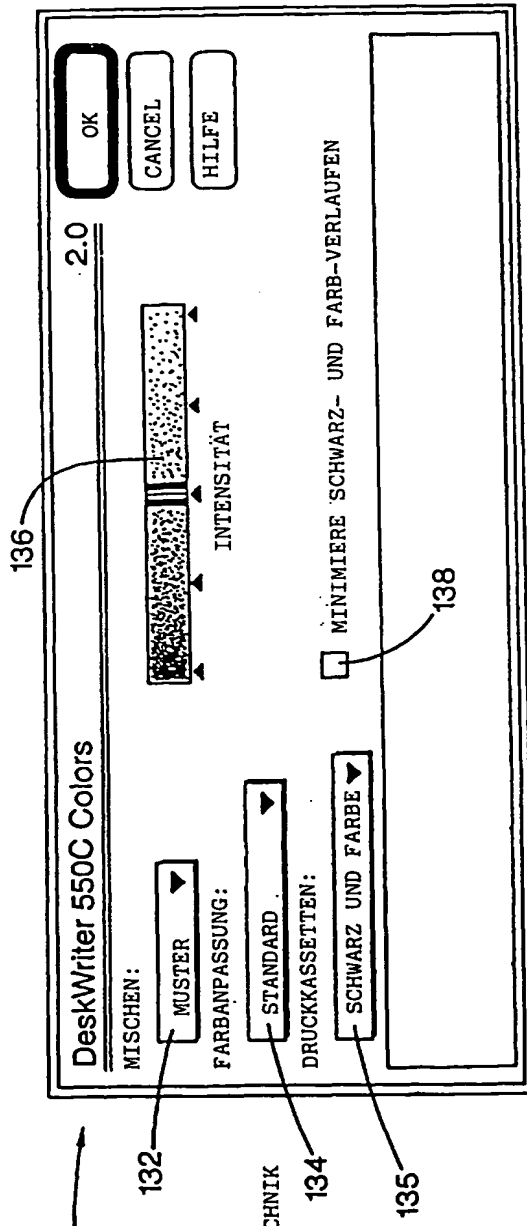 136
DeskWriter 550C Colors 2.0
OK
CANCEL
HILFE
MISCHEN:
132
MUSTER
INTENSITÄT
FARBANPASSUNG:
CHNIK
134
STANDARD
DRUCKKASSETTEN:
135
SCHWARZ UND FARBE
MINIMIERE SCHWARZ- UND FARB-VERLAUFEN
138